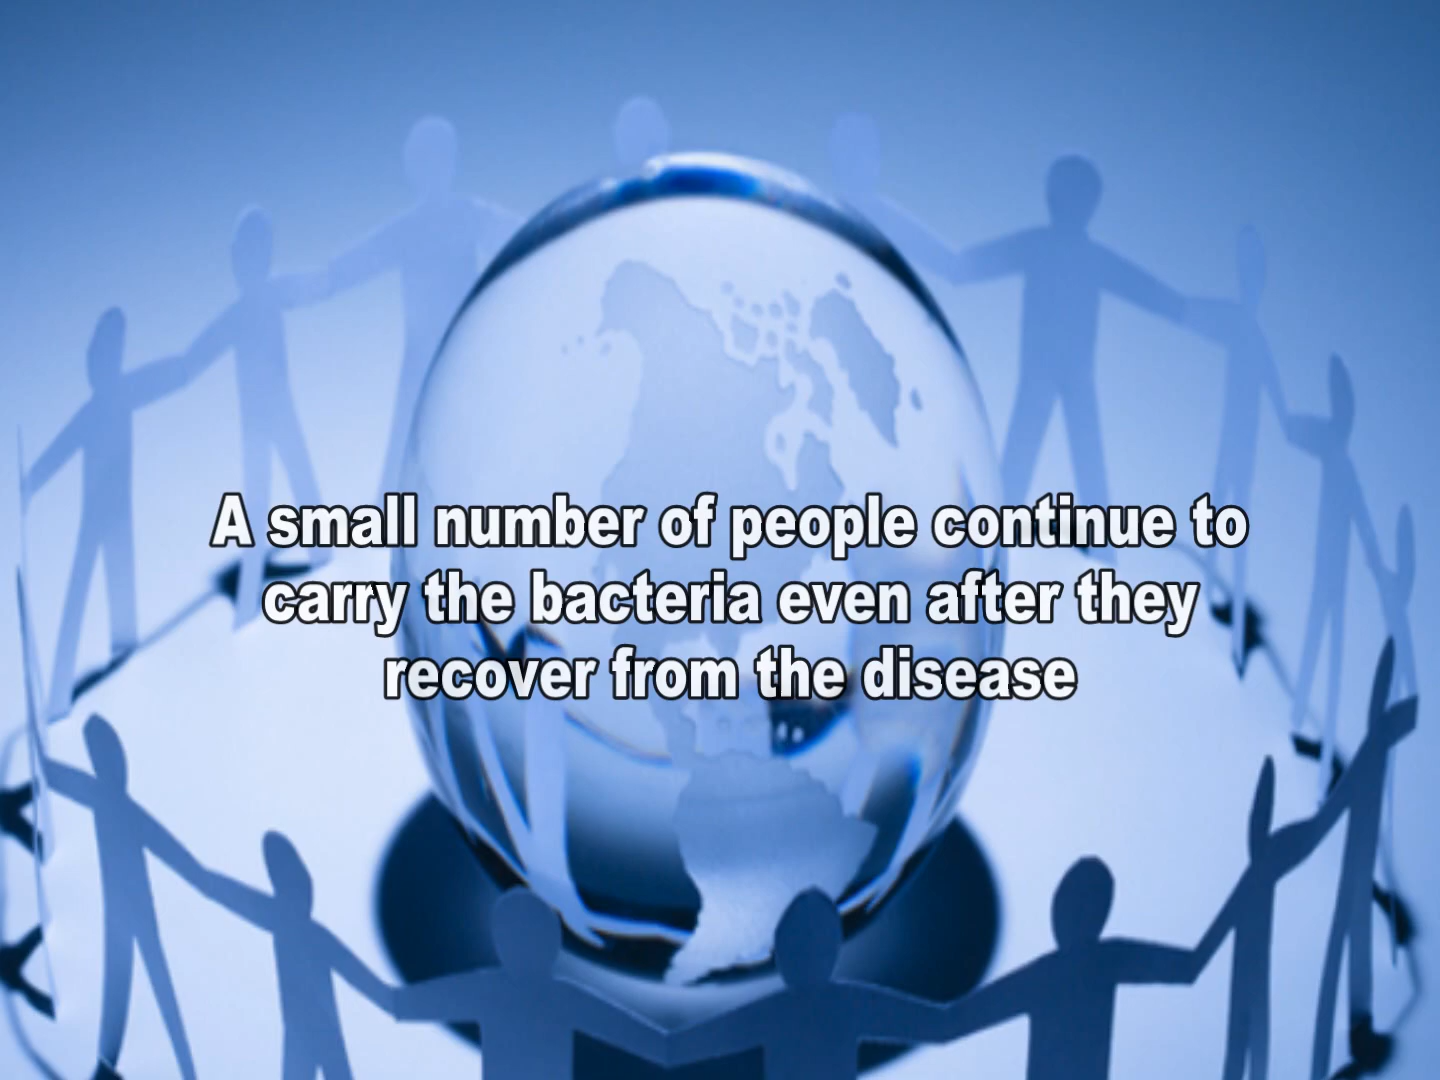 A small number of people continue to
carry the bacteria even after they
recover from the disease